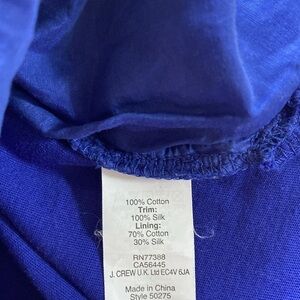 100% Cotton
Trim:
100% Silk
Lining:
70% Cotton
30% Silk
RN77388
CA56445
J. CREW U.K. Ltd EC4V 6JA
Made in China
Style 50275